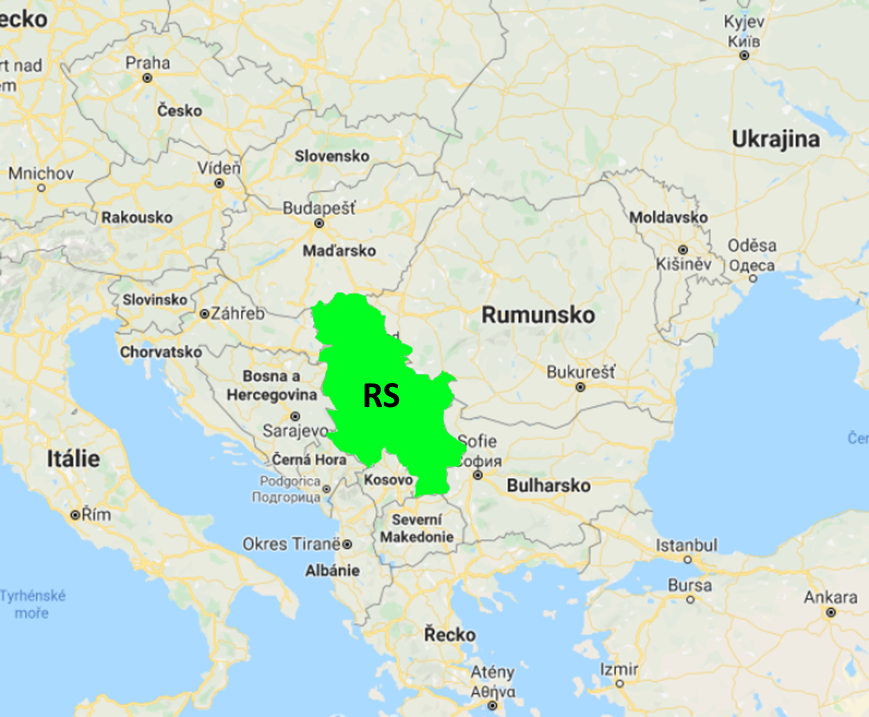 ecko
Praha
rt nad
em
Česko
Kyjev
Київ
Ukrajina
Slovensko
Mnichov
Vídeň
Rakousko
Budapešť
Maďarsko
Moldavsko
Kišiněv
Oděsa
Одеса
Slovinsko
Záhřeb
Rumunsko
Chorvatsko
Bosna a
Hercegovina
RS
Bukurešť
Sarajevo
Sofie
София
Itálie
Černá Hora
Kosovo
Podgorica
Подгорица
Bulharsko
Čer
Řím
Severní
Makedonie
Okres Tiranë
Albánie
Istanbul
Bursa
Ankara
Tyrhénské
moře
Řecko
Atény
Αθήνα
Izmir